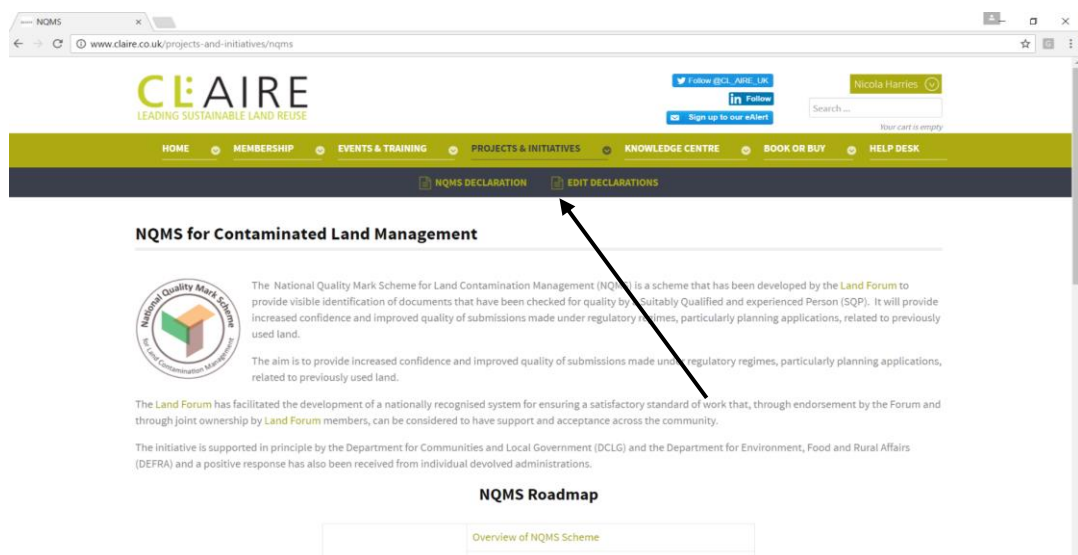 NQMS
www.claire.co.uk/projects-and-initiatives/nqms
CL:AIRE
LEADING SUSTAINABLE LAND REUSE
Follow @CL_AIRE_UK
in Follow
Sign up to our eAlert
Nicola Harries
Search ...
Your cart is empty
HOME MEMBERSHIP EVENTS & TRAINING PROJECTS & INITIATIVES KNOWLEDGE CENTRE BOOK OR BUY HELP DESK
NQMS DECLARATION EDIT DECLARATIONS
NQMS for Contaminated Land Management
National Quality Mark Scheme
for Land Contamination Management
The National Quality Mark Scheme for Land Contamination Management (NQMS) is a scheme that has been developed by the Land Forum to
provide visible identification of documents that have been checked for quality by a Suitably Qualified and experienced Person (SQP). It will provide
increased confidence and improved quality of submissions made under regulatory regimes, particularly planning applications, related to previously
used land.
The aim is to provide increased confidence and improved quality of submissions made under regulatory regimes, particularly planning applications,
related to previously used land.
The Land Forum has facilitated the development of a nationally recognised system for ensuring a satisfactory standard of work that, through endorsement by the Forum and
through joint ownership by Land Forum members, can be considered to have support and acceptance across the community.
The initiative is supported in principle by the Department for Communities and Local Government (DCLG) and the Department for Environment, Food and Rural Affairs
(DEFRA) and a positive response has also been received from individual devolved administrations.
NQMS Roadmap
Overview of NQMS Scheme